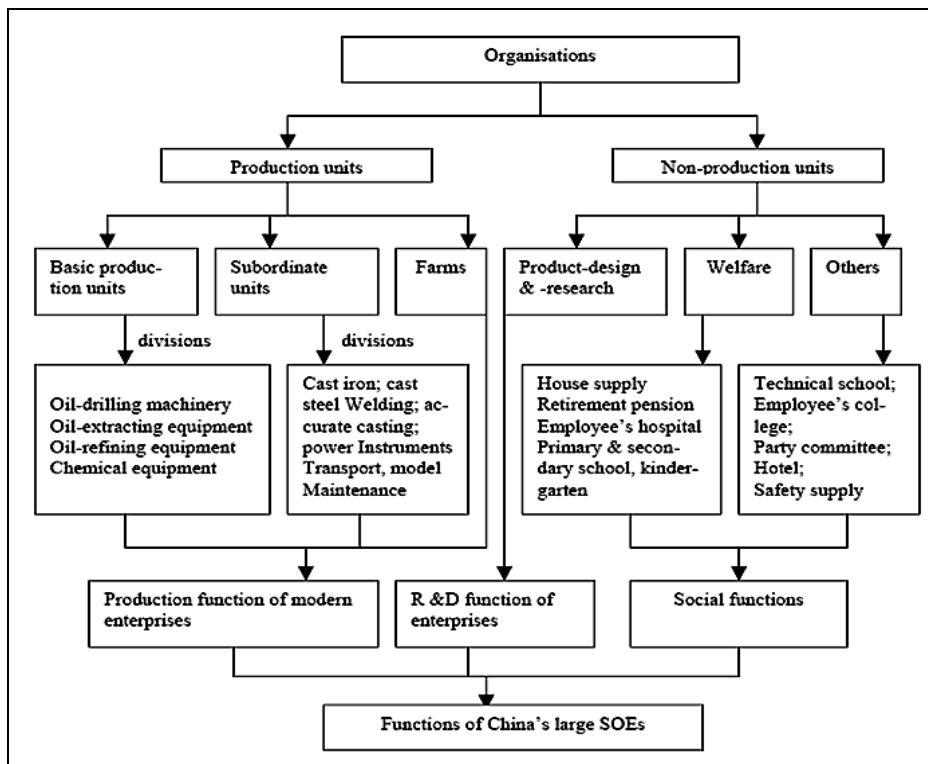 Organisations
Production units
Non-production units
Basic produc-
tion units
Subordinate
units
Farms
Product-design
& -research
Welfare
Others
divisions
divisions
Oil-drilling machinery
Oil-extracting equipment
Oil-refining equipment
Chemical equipment
Cast iron; cast
steel Welding; ac-
curate casting;
power Instruments
Transport, model
Maintenance
House supply
Retirement pension
Employee's hospital
Primary & secon-
dary school, kinder-
garten
Technical school;
Employee's col-
lege;
Party committee;
Hotel;
Safety supply
Production function of modern
enterprises
R &D function of
enterprises
Social functions
Functions of China's large SOEs